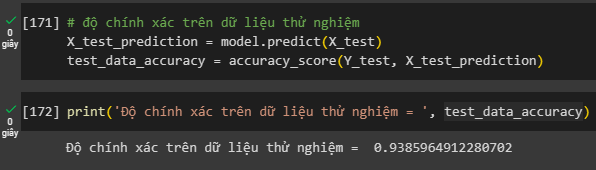 [171] # độ chính xác trên dữ liệu thử nghiệm
0
giây
X_test_prediction = model.predict(X_test)
test_data_accuracy = accuracy_score(Y_test, X_test_prediction)
[172] print('Độ chính xác trên dữ liệu thử nghiệm = ', test_data_accuracy)
0
giây
Độ chính xác trên dữ liệu thử nghiệm =  0.9385964912280702